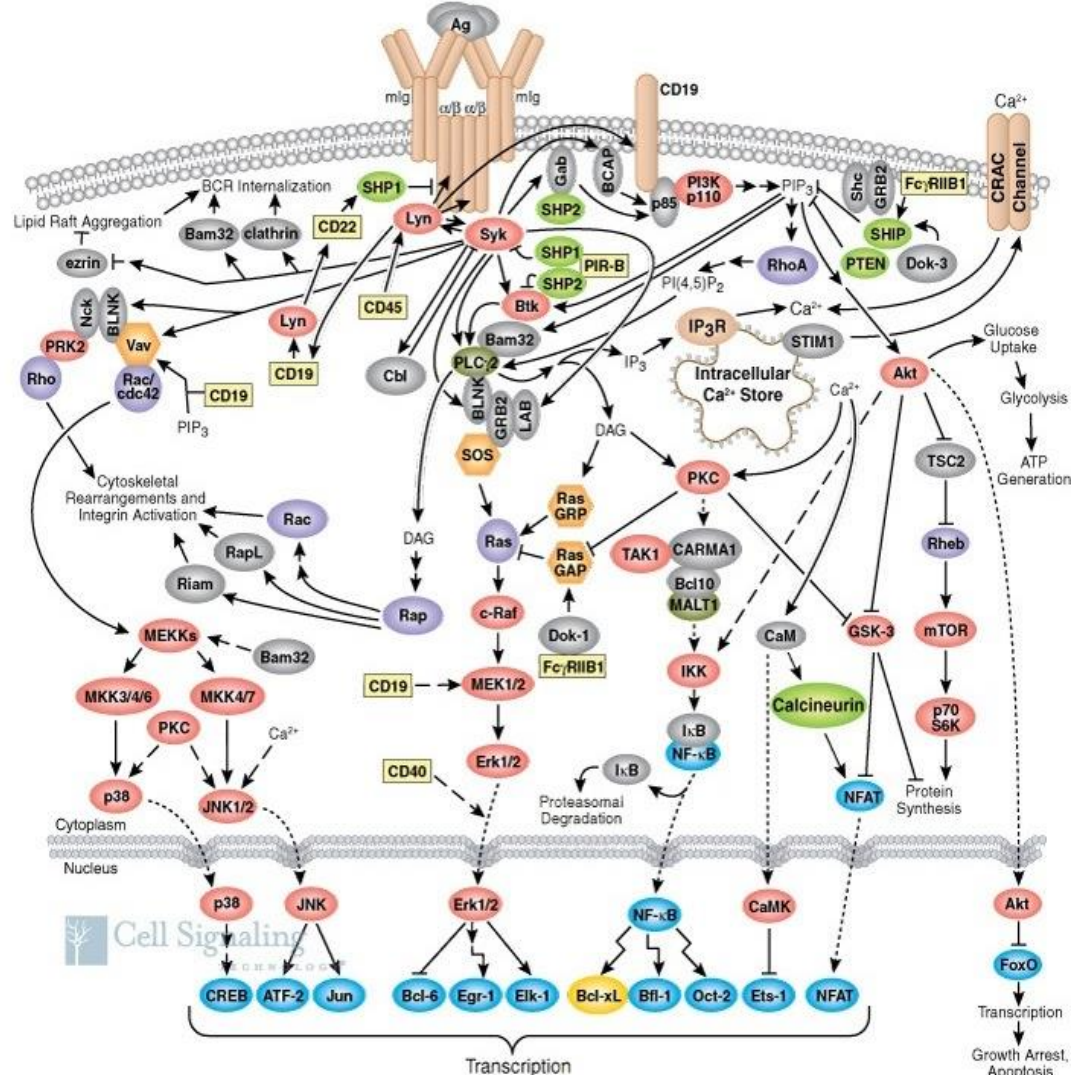 Ag
mIg
α/β α/β
mIg
CD19
Ca²⁺
CRAC
Channel
BCR Internalization
Lipid Raft Aggregation
SHP1
Lyn
Gab
BCAP
p85
PI3K
p110
PIP₃
Shc
GRB2
FcγRIIB1
SHIP
PTEN
Dok-3
Bam32
clathrin
CD22
ezrin
SHP2
Syk
SHP1
SHP2
PIR-B
RhoA
PI(4,5)P₂
CD45
Btk
Nck
BLNK
PRK2
Vav
Lyn
CD19
Rho
Rac/
cdc42
CD19
PIP₃
Cbl
Bam32
PLCγ2
BLNK
GRB2
LAB
SOS
IP₃
IP₃R
Ca²⁺
STIM1
Intracellular
Ca²⁺ Store
Ca²⁺
Akt
Glucose
Uptake
Glycolysis
ATP
Generation
DAG
PKC
TSC2
Cytoskeletal
Rearrangements and
Integrin Activation
Rac
RapL
Riam
DAG
Rap
Ras
Ras
GRP
Ras
GAP
TAK1
CARMA1
Bcl10
MALT1
Rheb
c-Raf
Dok-1
FcγRIIB1
CaM
GSK-3
mTOR
MEKKs
Bam32
MKK3/4/6
MKK4/7
CD19
MEK1/2
IKK
Calcineurin
p70
S6K
PKC
Ca²⁺
IκB
NF-κB
p38
JNK1/2
CD40
Erk1/2
IκB
Proteasomal
Degradation
NFAT
Protein
Synthesis
Cytoplasm
Nucleus
p38
JNK
Erk1/2
NF-κB
CaMK
Akt
Cell Signaling
TECHNOLOGY
FoxO
CREB
ATF-2
Jun
Bcl-6
Egr-1
Elk-1
Bcl-xL
Bfl-1
Oct-2
Ets-1
NFAT
Transcription
Transcription
Growth Arrest,
Apoptosis